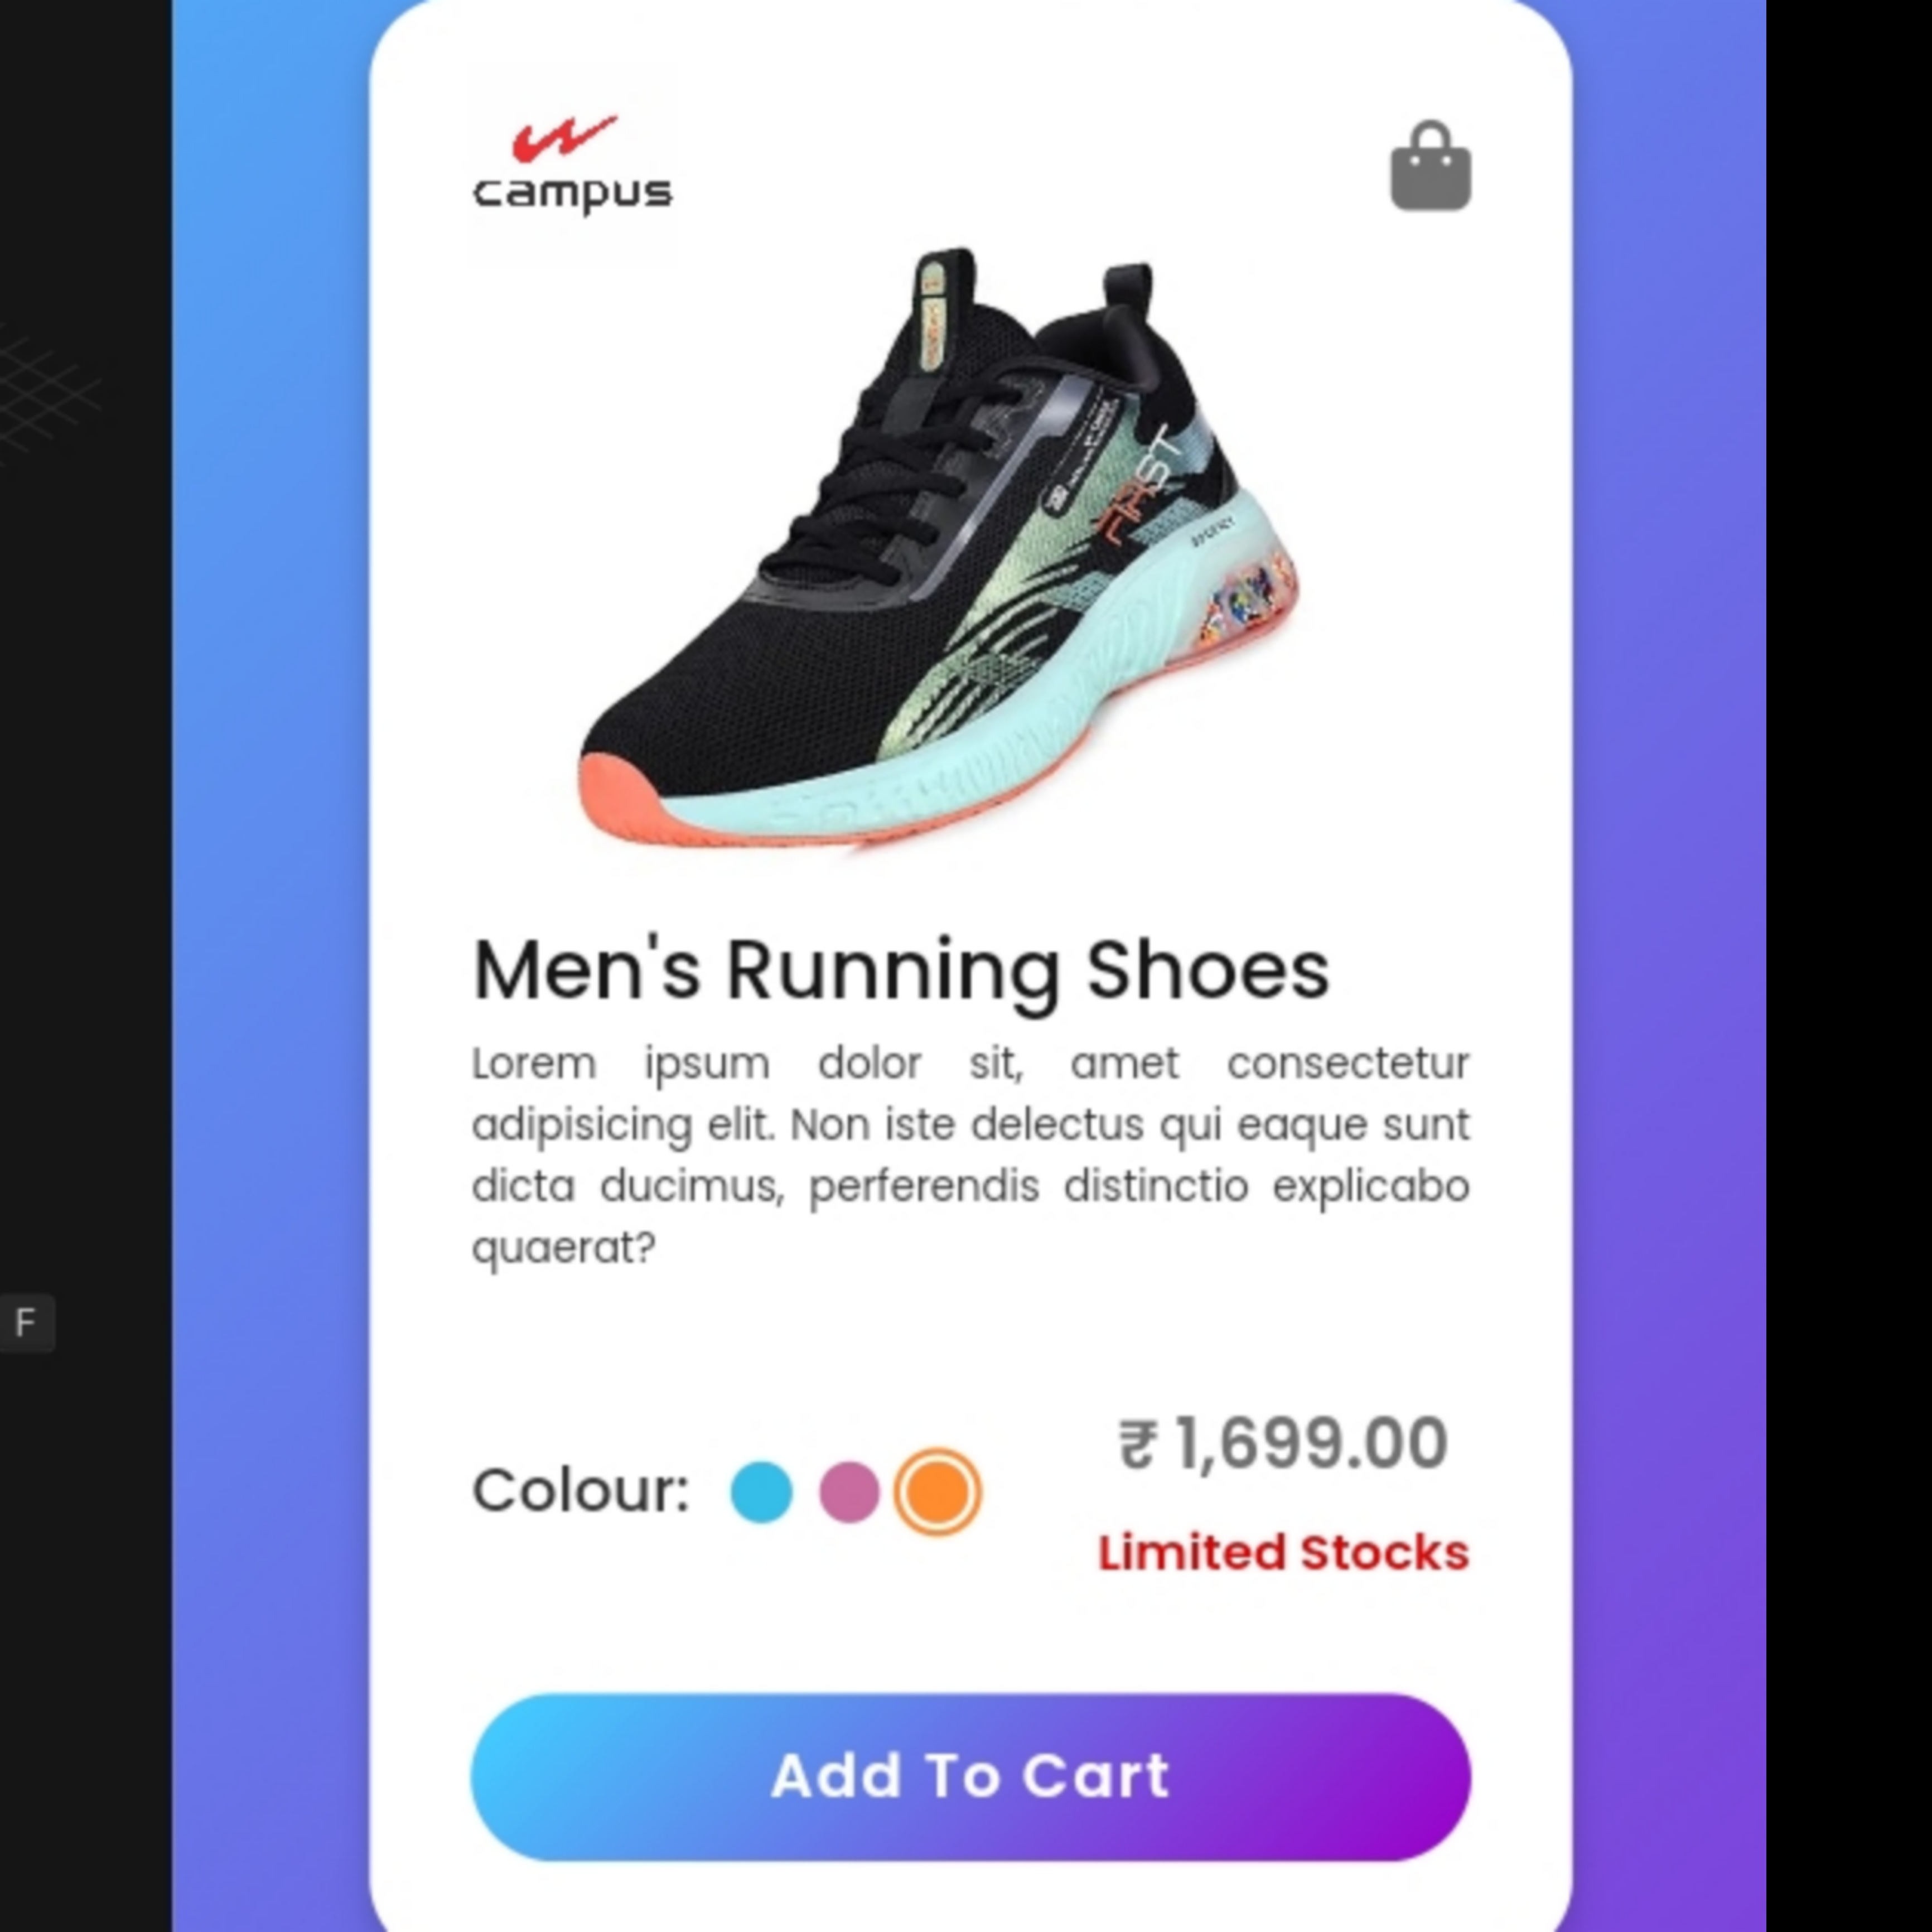 campus
FAST
Men's Running Shoes
Lorem ipsum dolor sit, amet consectetur
adipisicing elit. Non iste delectus qui eaque sunt
dicta ducimus, perferendis distinctio explicabo
quaerat?
F
Colour:
₹ 1,699.00
Limited Stocks
Add To Cart